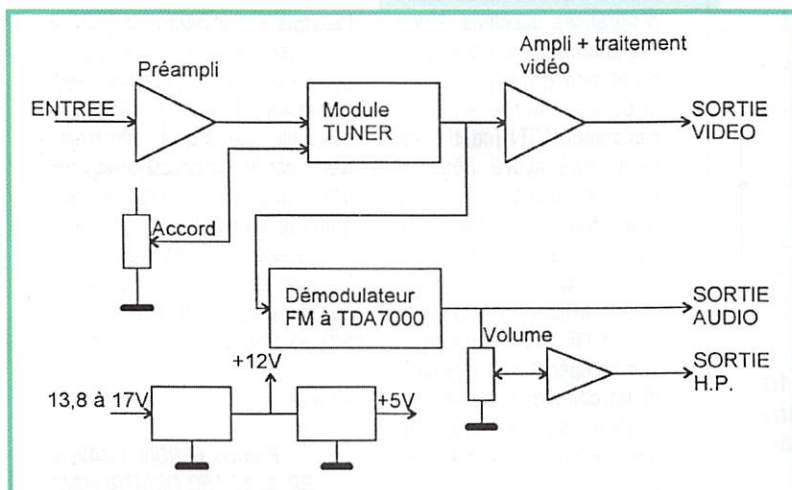 Ampli + traitement
vidéo
Préampli
ENTREE
Module
TUNER
SORTIE
VIDEO
Accord
Démodulateur
FM à TDA7000
SORTIE
AUDIO
Volume
+12V
SORTIE
H.P.
13,8 à 17V
+5V